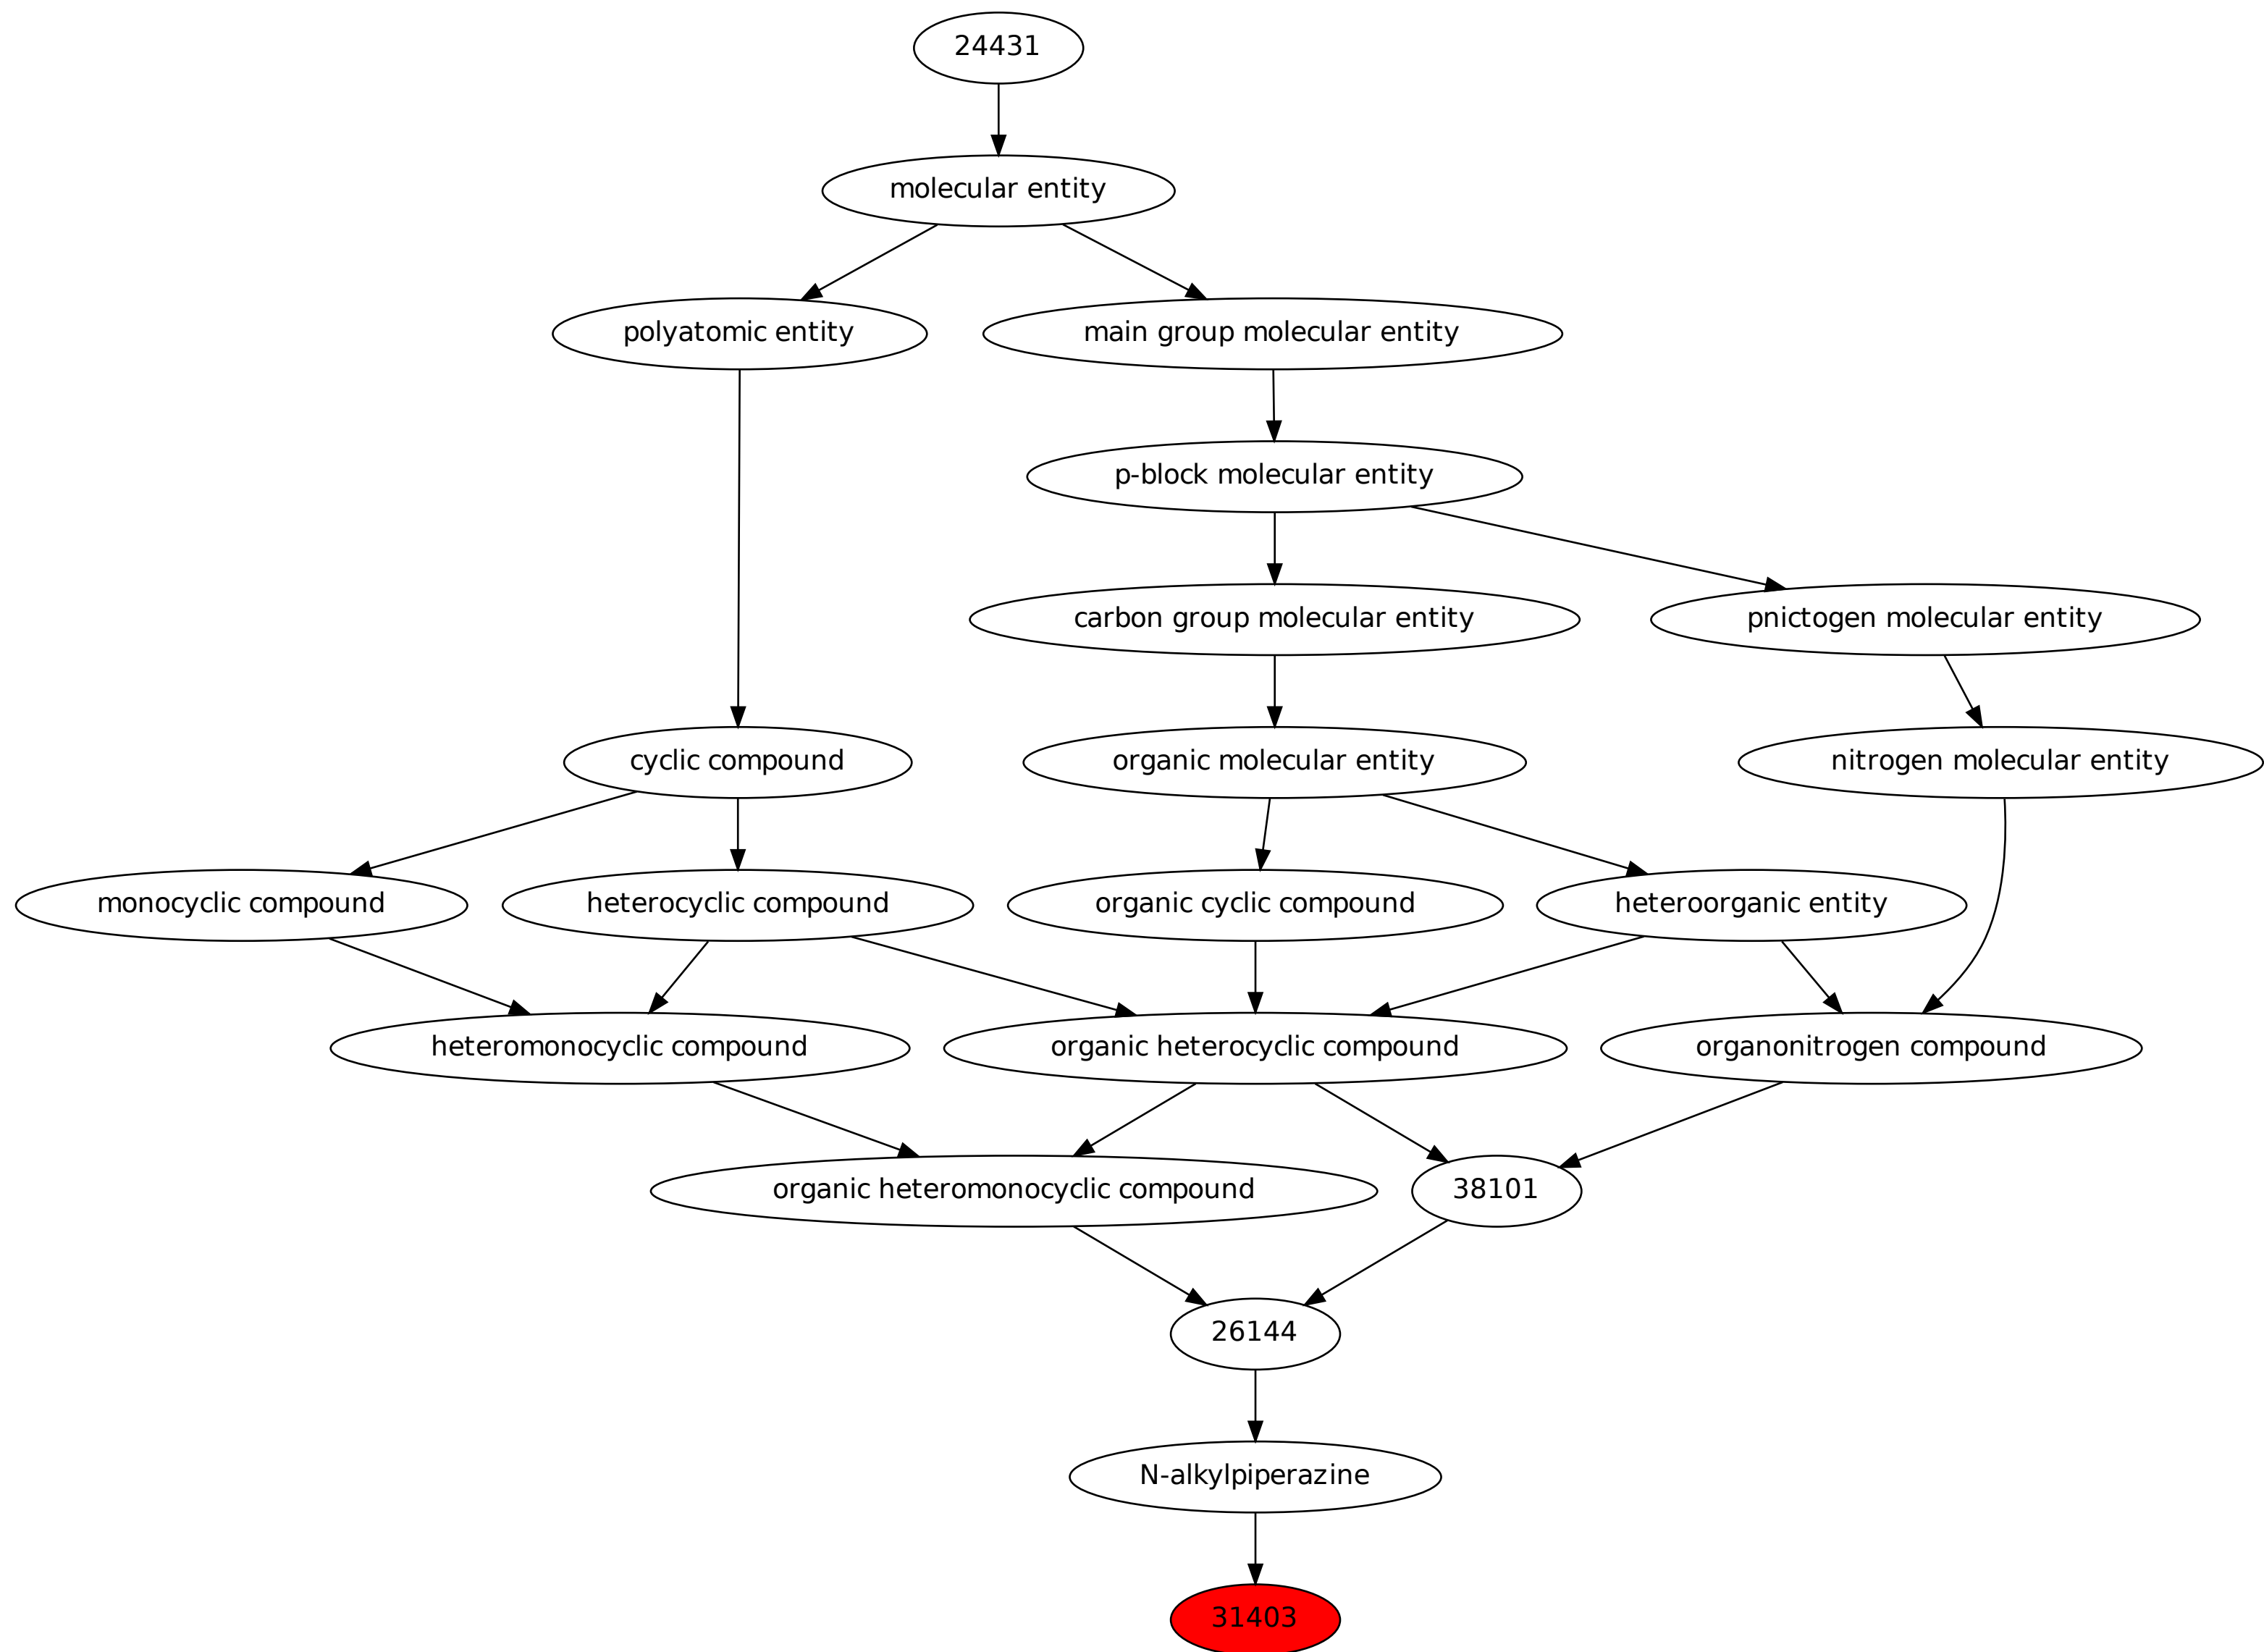 24431
molecular entity
polyatomic entity
main group molecular entity
p-block molecular entity
carbon group molecular entity
pnictogen molecular entity
cyclic compound
organic molecular entity
nitrogen molecular entity
monocyclic compound
heterocyclic compound
organic cyclic compound
heteroorganic entity
heteromonocyclic compound
organic heterocyclic compound
organonitrogen compound
organic heteromonocyclic compound
38101
26144
N-alkylpiperazine
31403